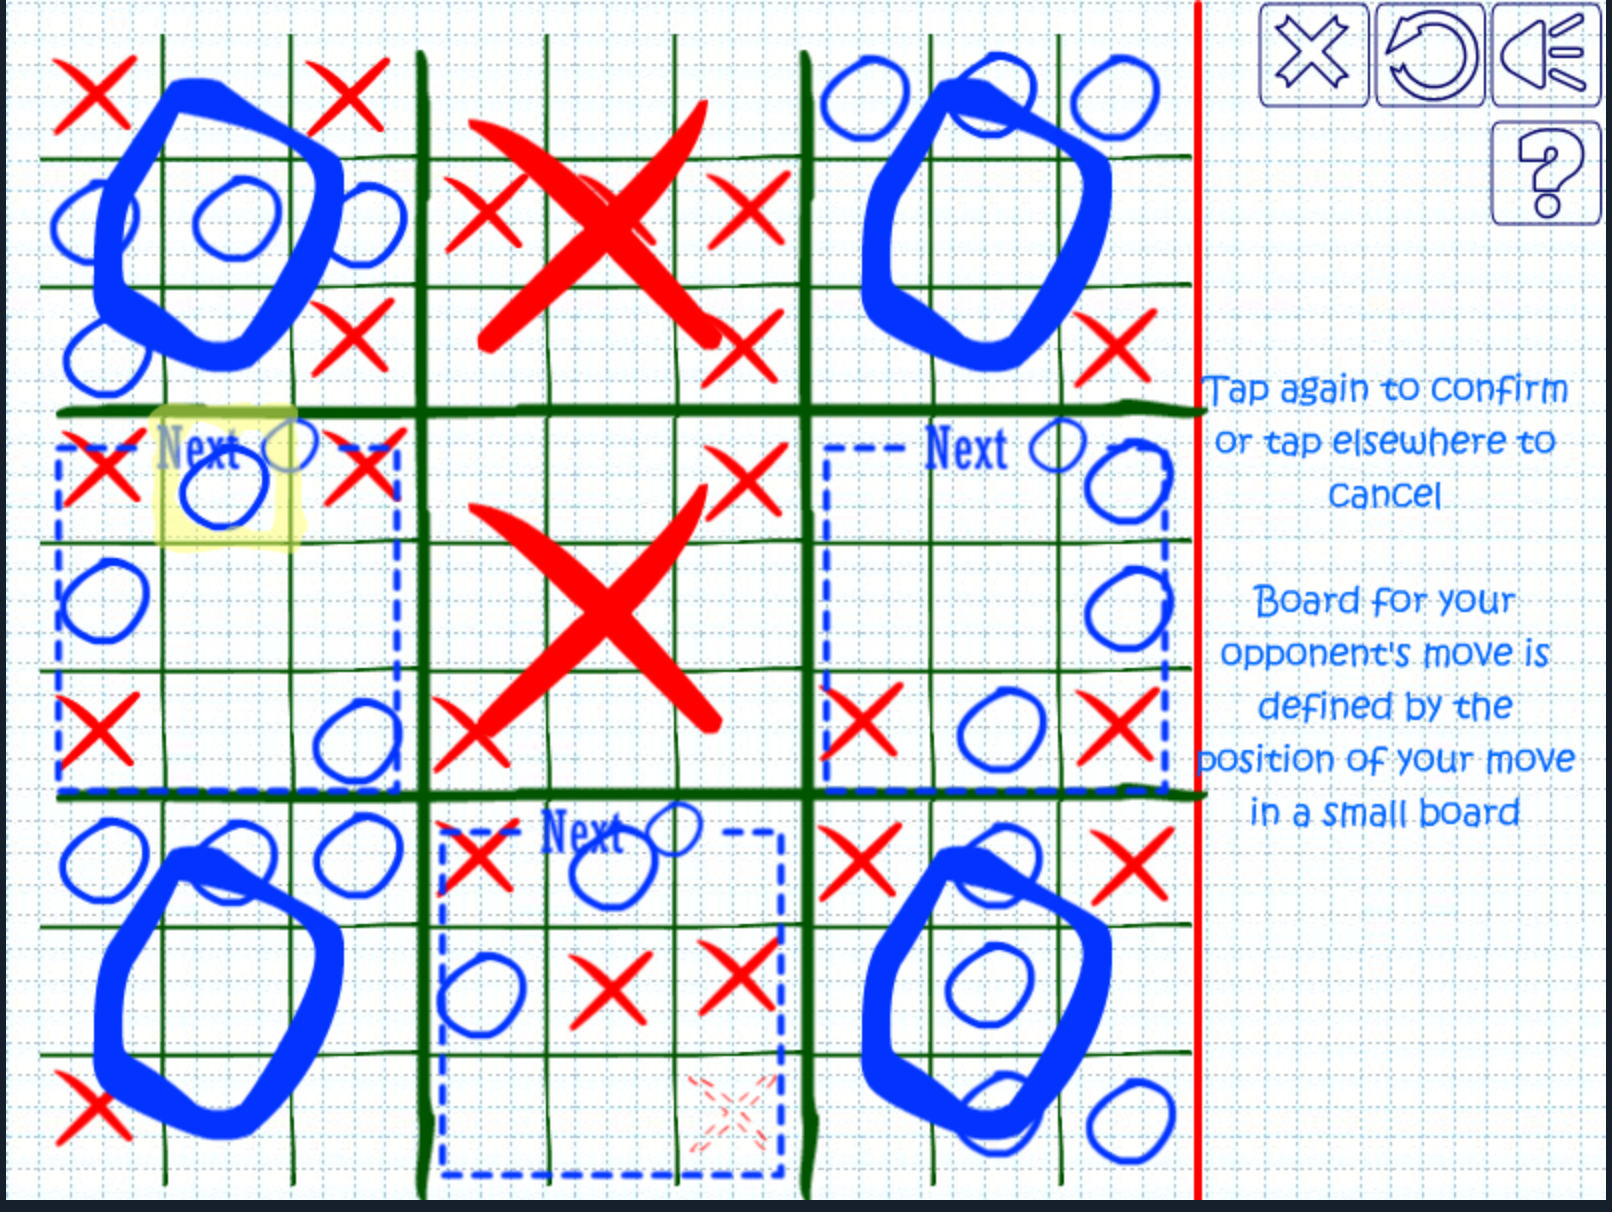 Next
Next
Tap again to confirm
or tap elsewhere to
cancel
Board for your
opponent's move is
defined by the
position of your move
in a small board
Next